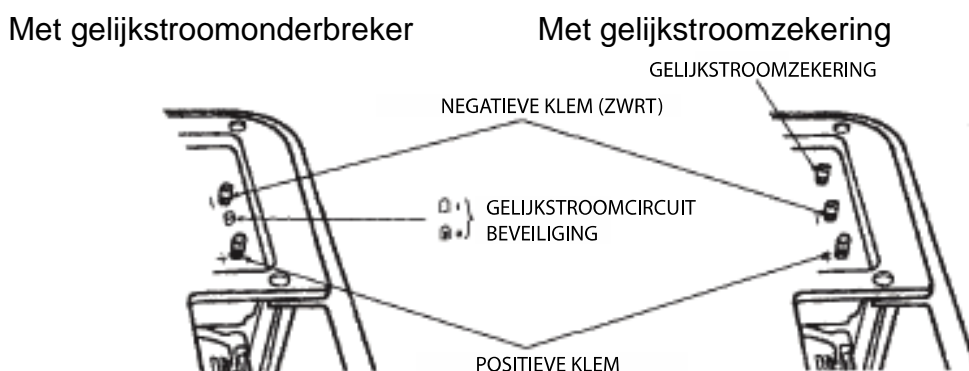 Met gelijkstroomonderbreker
Met gelijkstroomzekering
GELIJKSTROOMZEKERING
NEGATIEVE KLEM (ZWRT)
GELIJKSTROOMCIRCUIT
BEVEILIGING
POSITIEVE KLEM